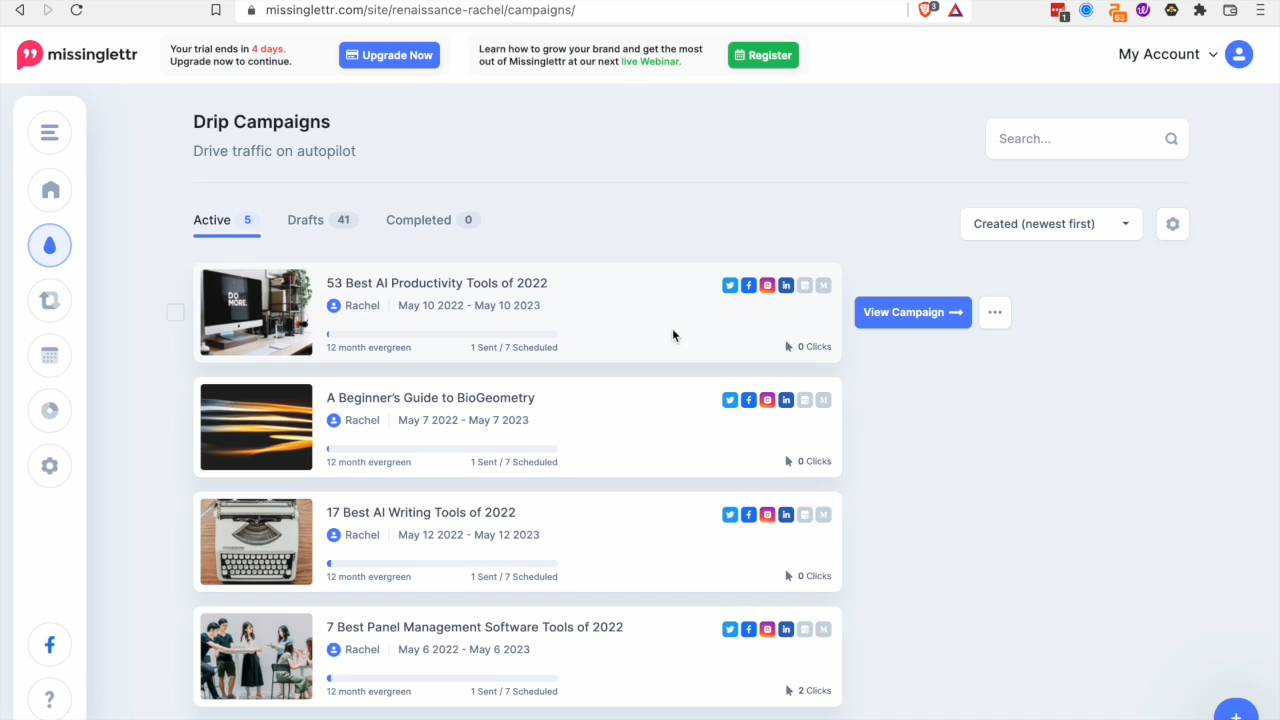 missinglettr.com/site/renaissance-rachel/campaigns/
3
1
63
missinglettr
Your trial ends in 4 days.
Upgrade now to continue.
Upgrade Now
Learn how to grow your brand and get the most
out of Missinglettr at our next live Webinar.
Register
My Account
Drip Campaigns
Drive traffic on autopilot
Search...
Active 5
Drafts 41
Completed 0
Created (newest first)
53 Best AI Productivity Tools of 2022
Rachel
May 10 2022 - May 10 2023
12 month evergreen
1 Sent / 7 Scheduled
0 Clicks
DO
MORE.
View Campaign
A Beginner's Guide to BioGeometry
Rachel
May 7 2022 - May 7 2023
12 month evergreen
1 Sent / 7 Scheduled
0 Clicks
17 Best AI Writing Tools of 2022
Rachel
May 12 2022 - May 12 2023
12 month evergreen
1 Sent / 7 Scheduled
0 Clicks
7 Best Panel Management Software Tools of 2022
Rachel
May 6 2022 - May 6 2023
12 month evergreen
1 Sent / 7 Scheduled
2 Clicks